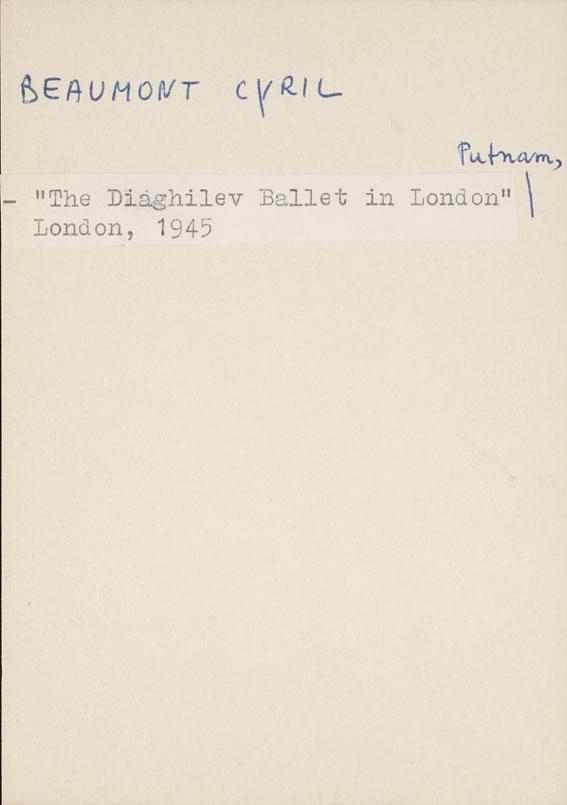 BEAUMONT CYRIL
Putnam,
- "The Diaghilev Ballet in London"
London, 1945